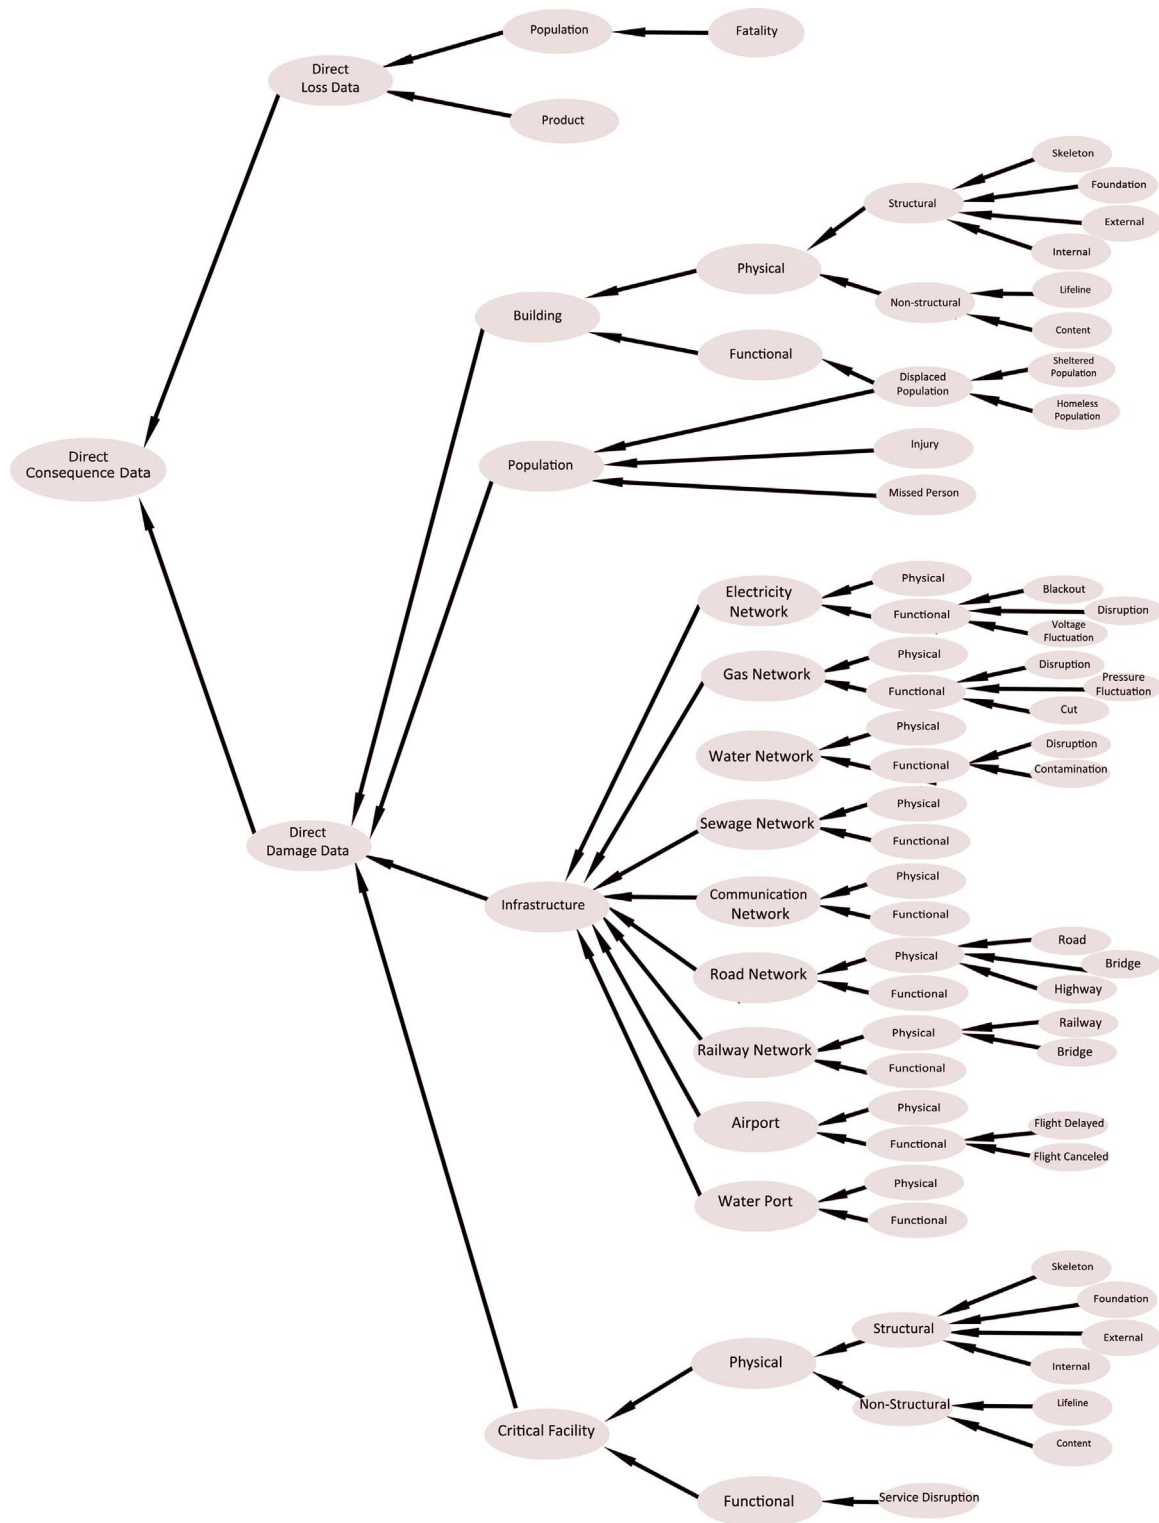 Population
Fatality
Direct
Loss Data
Product
Skeleton
Foundation
Structural
External
Internal
Physical
Lifeline
Non-structural
Building
Content
Functional
Sheltered
Population
Displaced
Population
Homeless
Population
Direct
Consequence Data
Injury
Population
Missed Person
Physical
Electricity
Network
Blackout
Disruption
Functional
Voltage
Fluctuation
Physical
Gas Network
Disruption
Pressure
Fluctuation
Functional
Cut
Physical
Water Network
Disruption
Functional
Contamination
Physical
Sewage Network
Direct
Damage Data
Functional
Physical
Communication
Network
Infrastructure
Functional
Road
Physical
Bridge
Road Network
Highway
Functional
Railway
Physical
Railway Network
Bridge
Functional
Physical
Airport
Flight Delayed
Functional
Flight Canceled
Physical
Water Port
Functional
Skeleton
Foundation
Structural
External
Physical
Internal
Non-Structural
Lifeline
Critical Facility
Content
Functional
Service Disruption